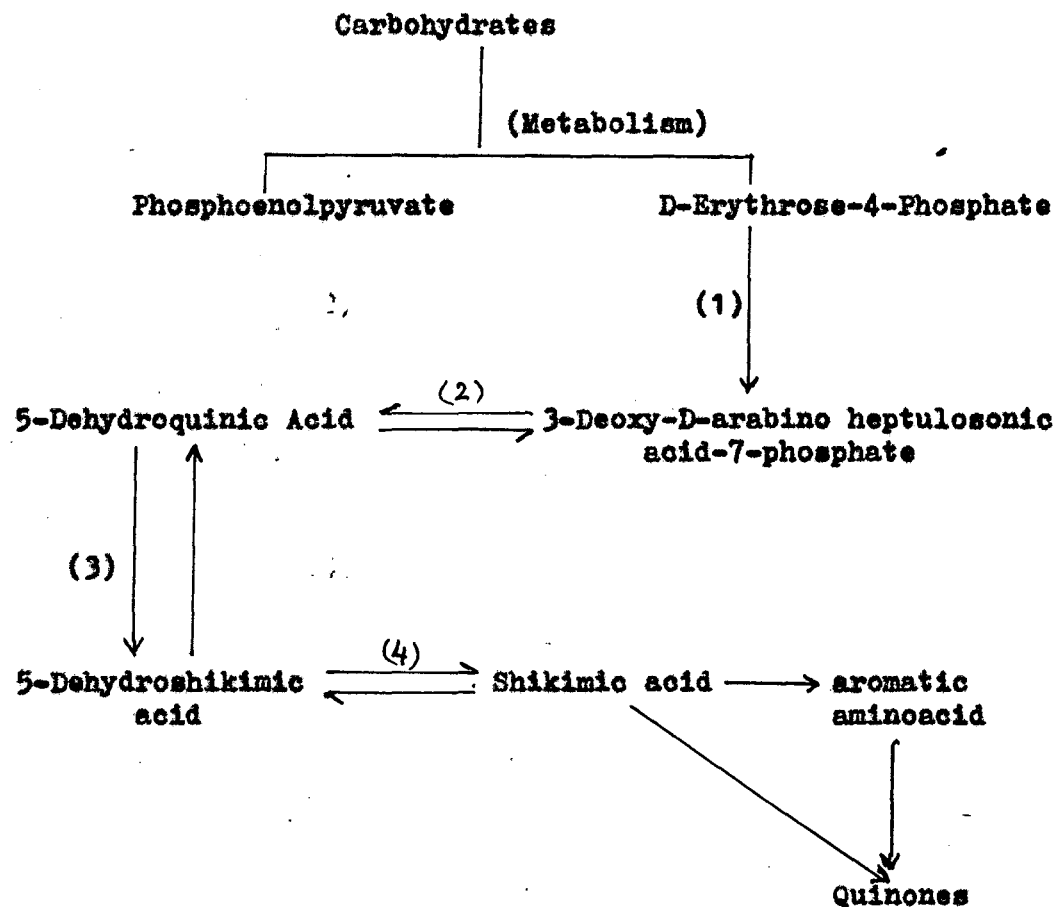 Carbohydrates
(Metabolism)
Phosphoenolpyruvate
D-Erythrose-4-Phosphate
(1)
(2)
5-Dehydroquinic Acid
3-Deoxy-D-arabino heptulosonic
acid-7-phosphate
(3)
(4)
5-Dehydroshikimic
acid
Shikimic acid
aromatic
aminoacid
Quinones